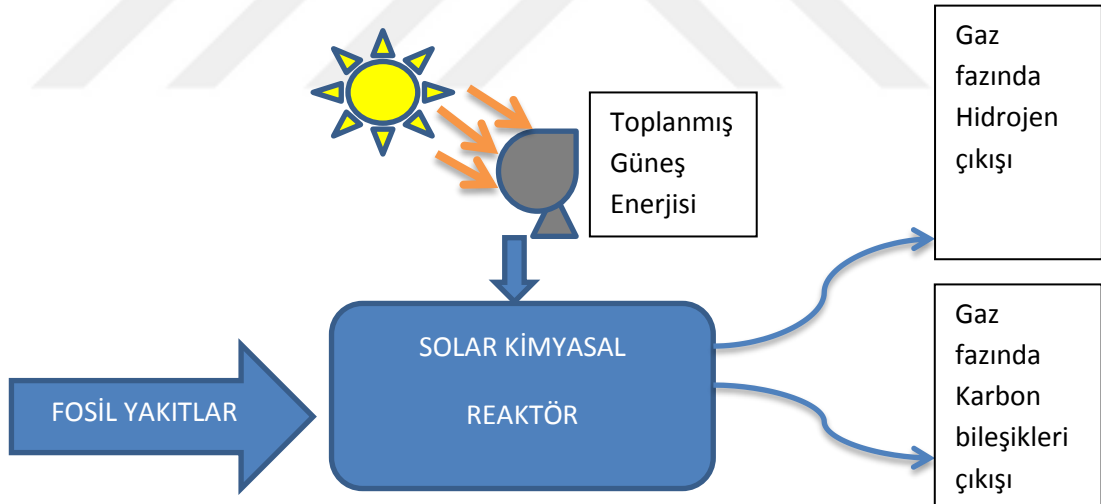 Toplanmış
Güneş
Enerjisi
Gaz
fazında
Hidrojen
çıkışı
FOSİL YAKITLAR
SOLAR KİMYASAL
REAKTÖR
Gaz
fazında
Karbon
bileşikleri
çıkışı